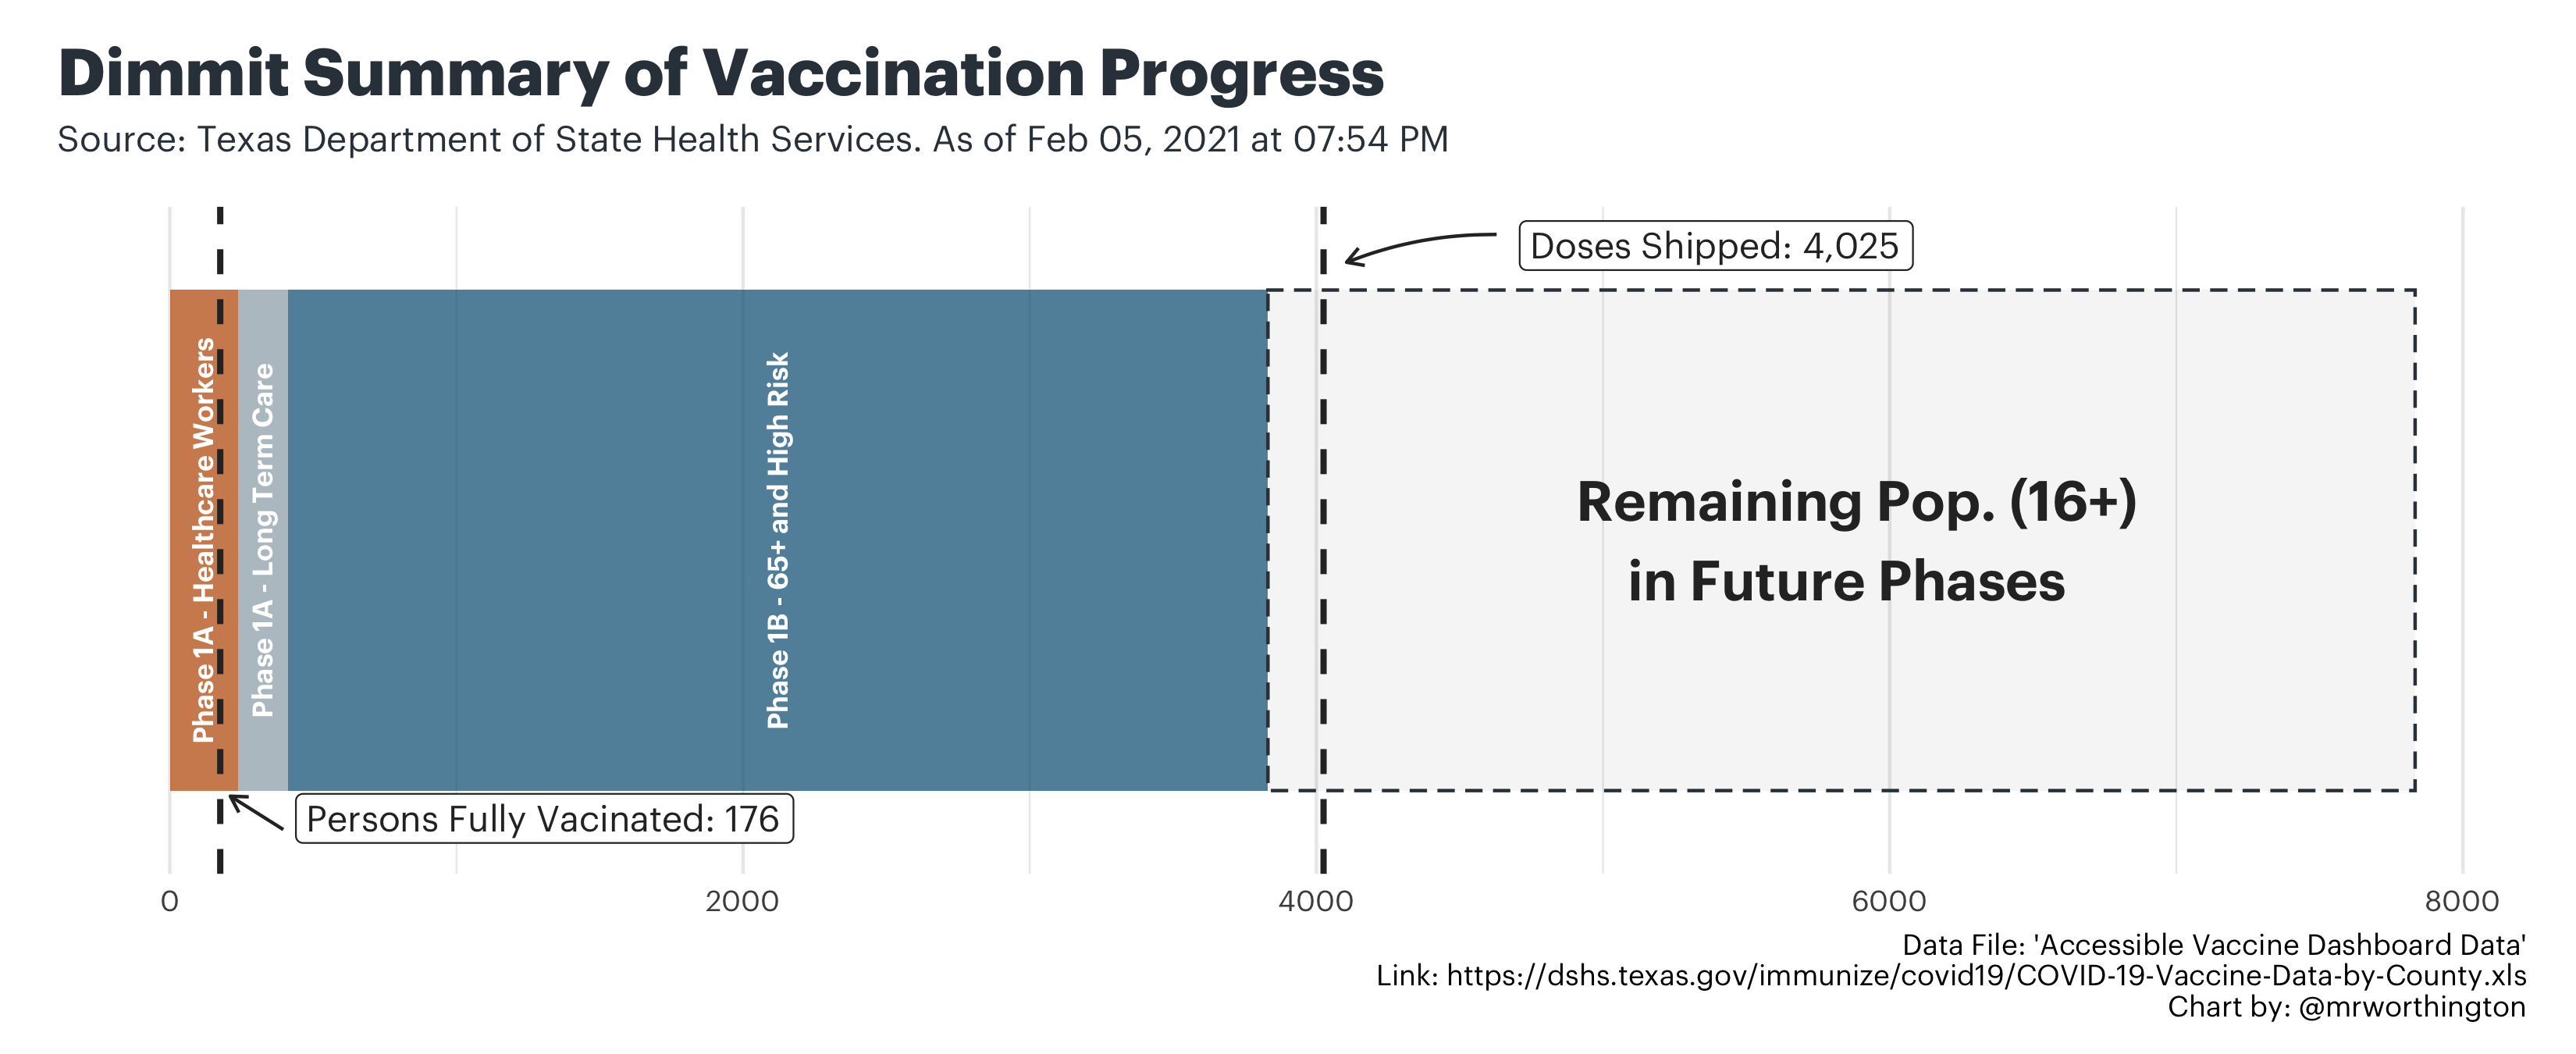 Dimmit Summary of Vaccination Progress
Source: Texas Department of State Health Services. As of Feb 05, 2021 at 07:54 PM
Doses Shipped: 4,025
Phase 1A - Healthcare Workers
Phase 1A - Long Term Care
Phase 1B - 65+ and High Risk
Remaining Pop. (16+)
in Future Phases
Persons Fully Vacinated: 176
0
2000
4000
6000
8000
Data File: 'Accessible Vaccine Dashboard Data'
Link: https://dshs.texas.gov/immunize/covid19/COVID-19-Vaccine-Data-by-County.xls
Chart by: @mrworthington